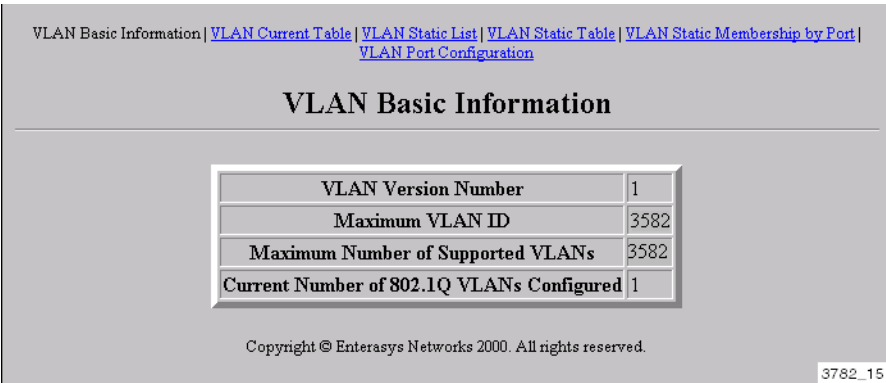 VLAN Basic Information | VLAN Current Table | VLAN Static List | VLAN Static Table | VLAN Static Membership by Port |
VLAN Port Configuration
VLAN Basic Information
VLAN Version Number 1
Maximum VLAN ID 3582
Maximum Number of Supported VLANs 3582
Current Number of 802.1Q VLANs Configured 1
Copyright © Enterasys Networks 2000. All rights reserved.
3782_15